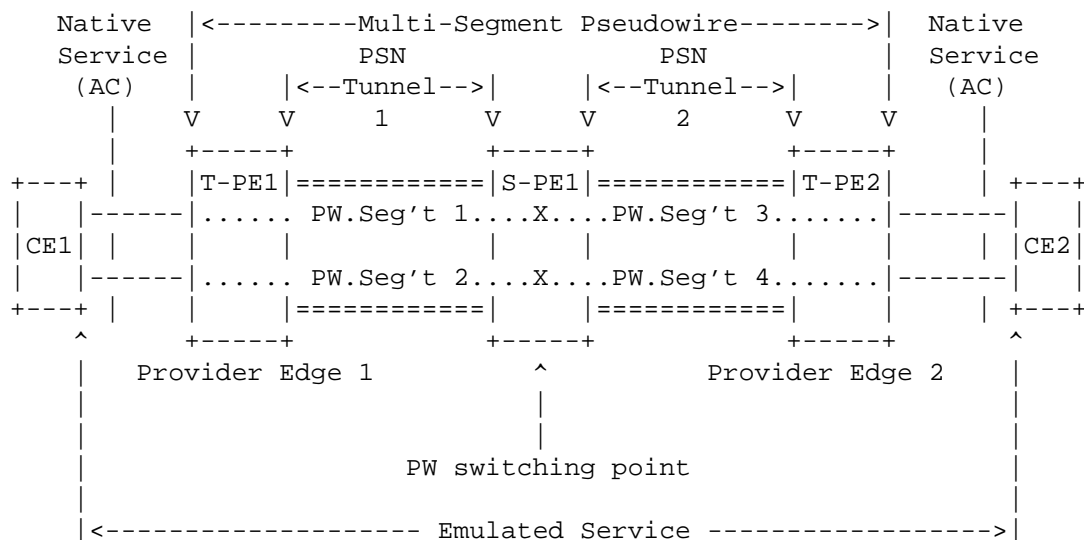 Native |<---------Multi-Segment Pseudowire-------->| Native
Service | PSN PSN | Service
(AC) | |<--Tunnel-->| |<--Tunnel-->| | (AC)
| V V 1 V V 2 V V |
| +-----+ +-----+ +-----+ |
+---+ | |T-PE1|============|S-PE1|============|T-PE2| | +---+
| |------|...... PW.Seg't 1....X....PW.Seg't 3.......|-------| |
|CE1| | | | | | | | | |CE2|
| |------|...... PW.Seg't 2....X....PW.Seg't 4.......|-------| |
+---+ | | |============| |============| | | +---+
^ +-----+ +-----+ +-----+ ^
| Provider Edge 1 ^ Provider Edge 2 |
| | |
| | |
| PW switching point |
| |
|<-------------------- Emulated Service ------------------>|